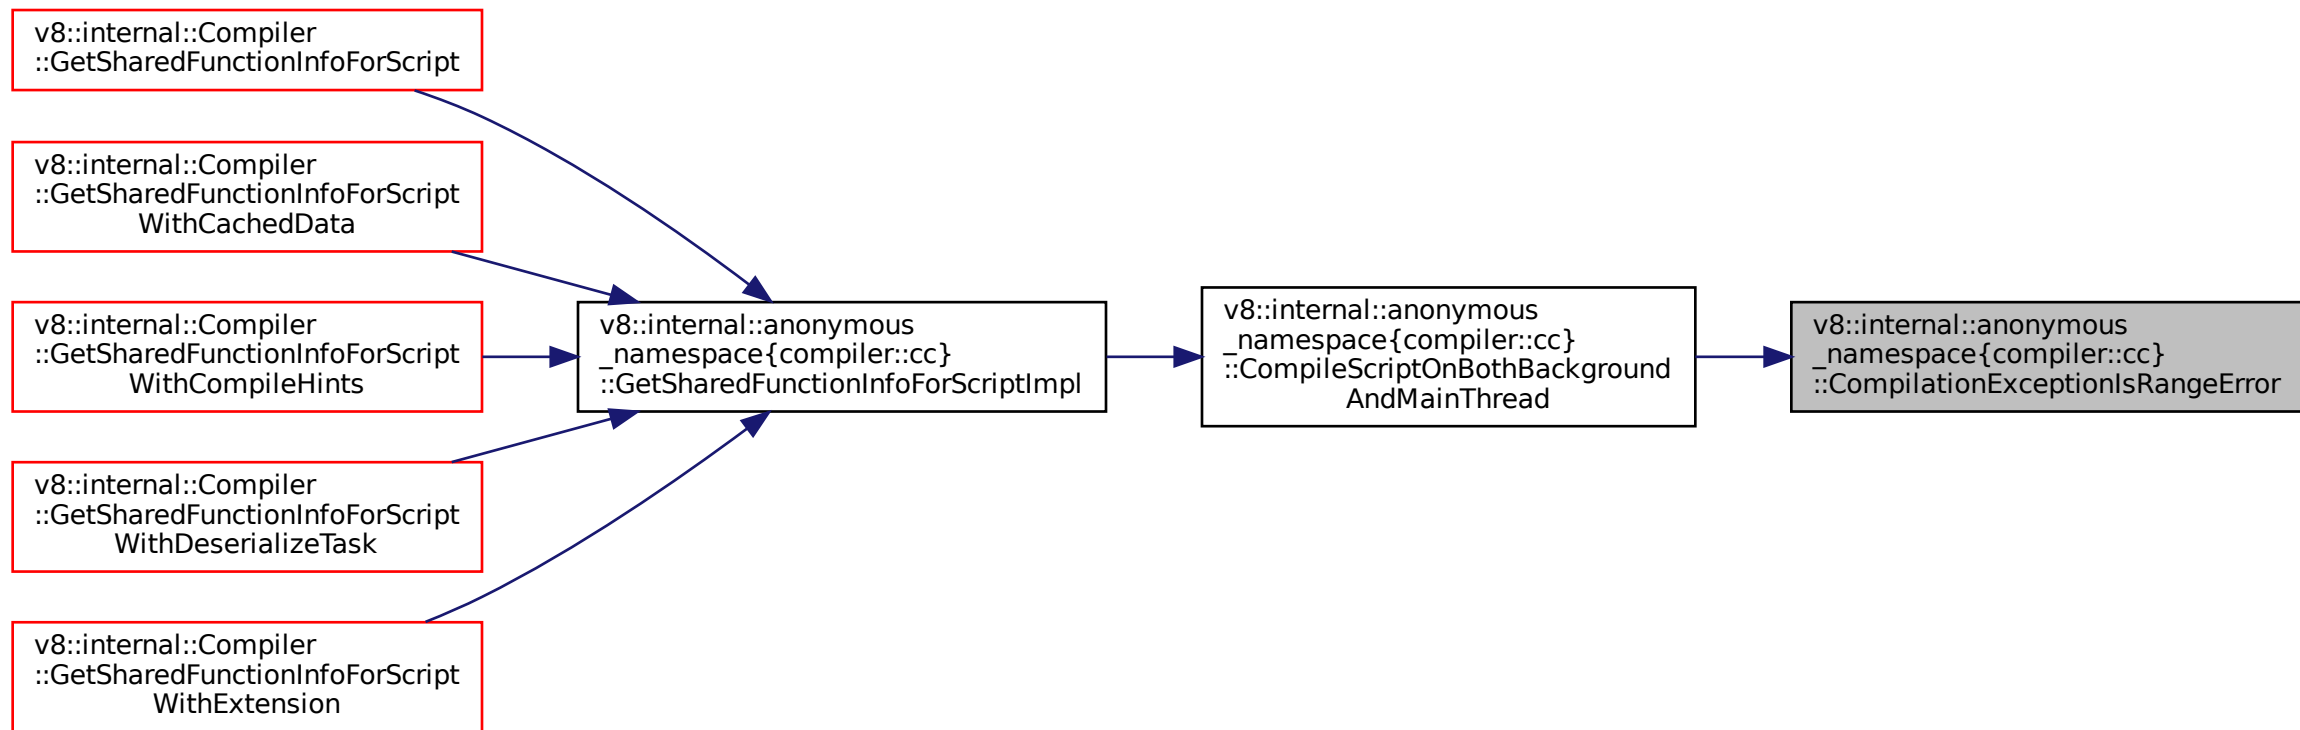 v8::internal::Compiler
::GetSharedFunctionInfoForScript
v8::internal::Compiler
::GetSharedFunctionInfoForScript
WithCachedData
v8::internal::Compiler
::GetSharedFunctionInfoForScript
WithCompileHints
v8::internal::Compiler
::GetSharedFunctionInfoForScript
WithDeserializeTask
v8::internal::Compiler
::GetSharedFunctionInfoForScript
WithExtension
v8::internal::anonymous
_namespace{compiler::cc}
::GetSharedFunctionInfoForScriptImpl
v8::internal::anonymous
_namespace{compiler::cc}
::CompileScriptOnBothBackground
AndMainThread
v8::internal::anonymous
_namespace{compiler::cc}
::CompilationExceptionIsRangeError